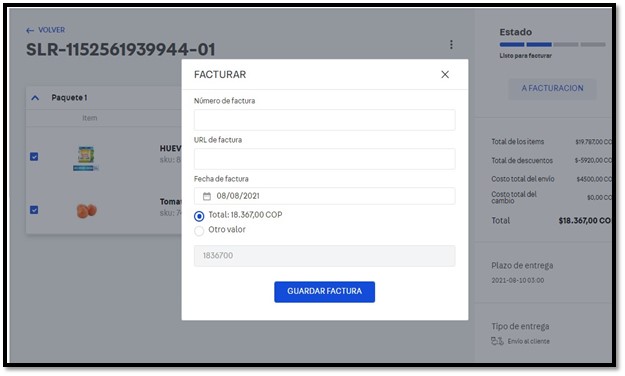 ← VOLVER
SLR-1152561939944-01
Paquete 1
Item
HUEV
sku: 8
Tomat
sku: 7
FACTURAR
Número de factura
URL de factura
Fecha de factura
08/08/2021
Total: 18.367,00 COP
Otro valor
1836700
GUARDAR FACTURA
Estado
Listo para facturar
A FACTURACION
Total de los items $19.787,00 CO
Total de descuentos $-5920,00 CO
Costo total del envío $4500,00 CO
Costo total del cambio $0,00 CO
Total $18.367,00 CO
Plazo de entrega
2021-08-10 03:00
Tipo de entrega
Envío al cliente